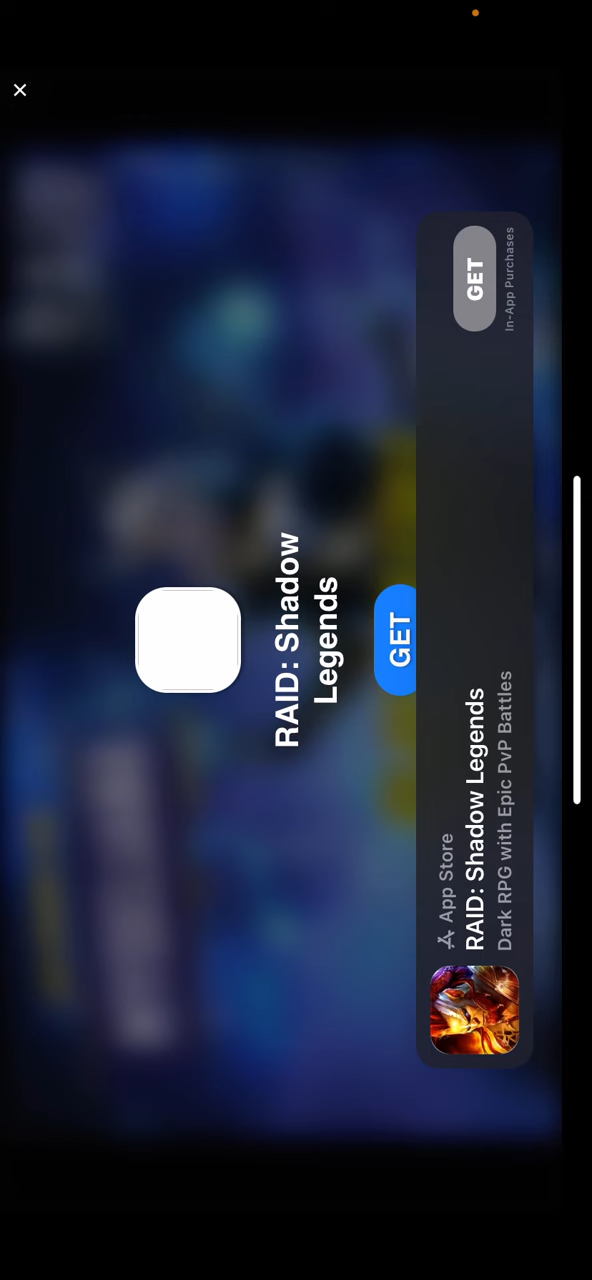 RAID: Shadow
Legends
GET
App Store
RAID: Shadow Legends
Dark RPG with Epic PvP Battles
GET
In-App Purchases